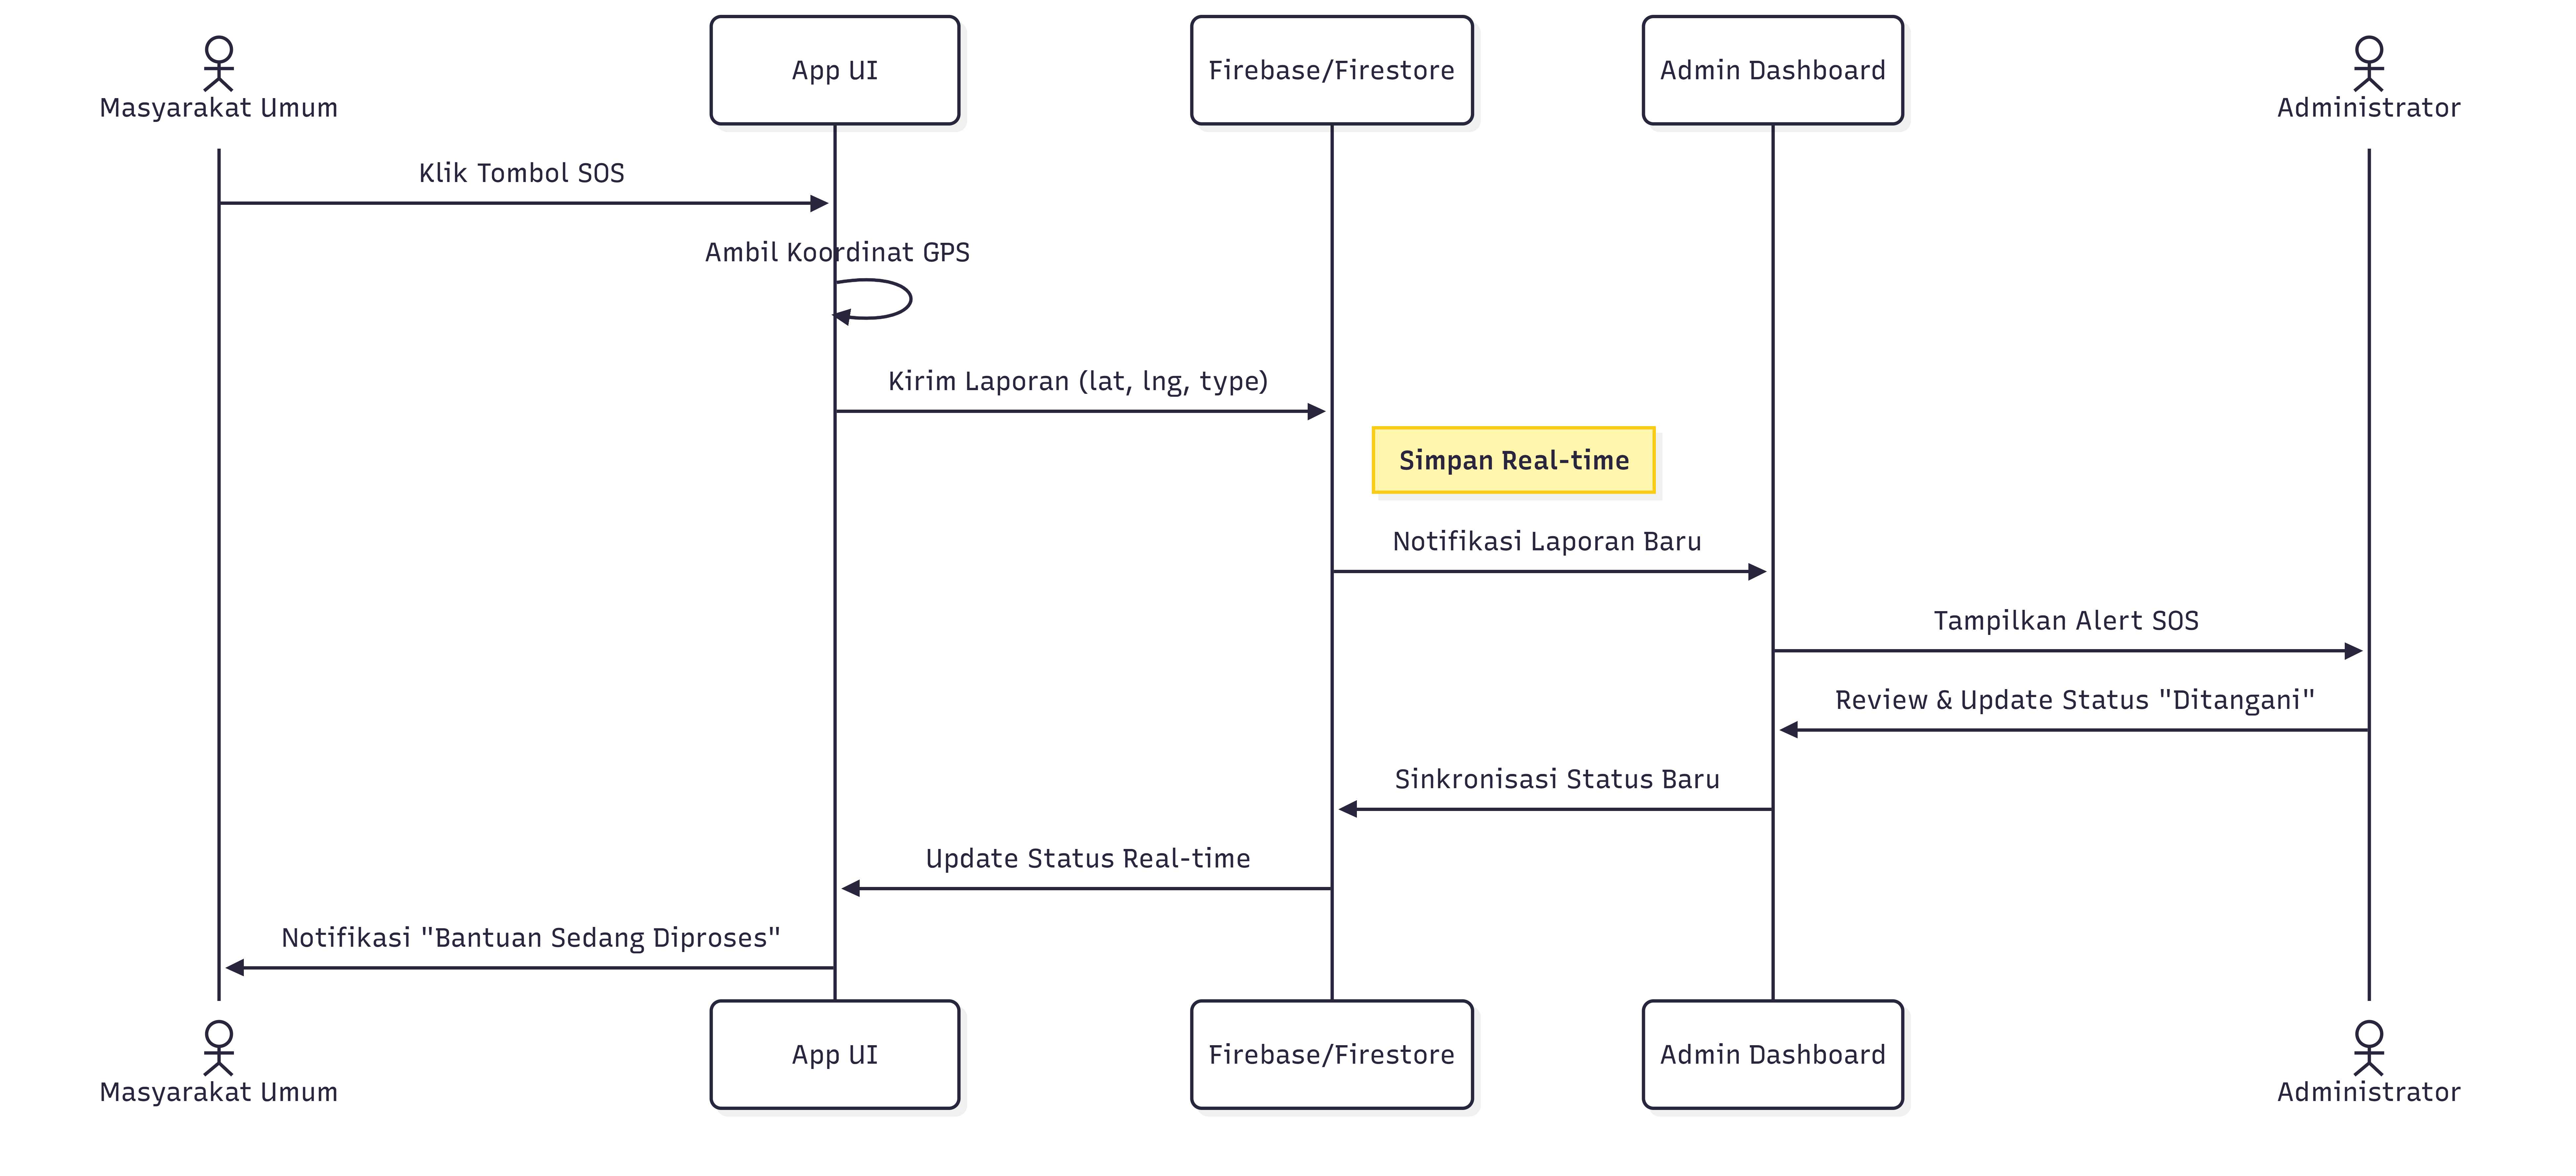 Masyarakat Umum
App UI
Firebase/Firestore
Admin Dashboard
Administrator
Klik Tombol SOS
Ambil Koordinat GPS
Kirim Laporan (lat, lng, type)
Simpan Real-time
Notifikasi Laporan Baru
Tampilkan Alert SOS
Review & Update Status "Ditangani"
Sinkronisasi Status Baru
Update Status Real-time
Notifikasi "Bantuan Sedang Diproses"
Masyarakat Umum
App UI
Firebase/Firestore
Admin Dashboard
Administrator